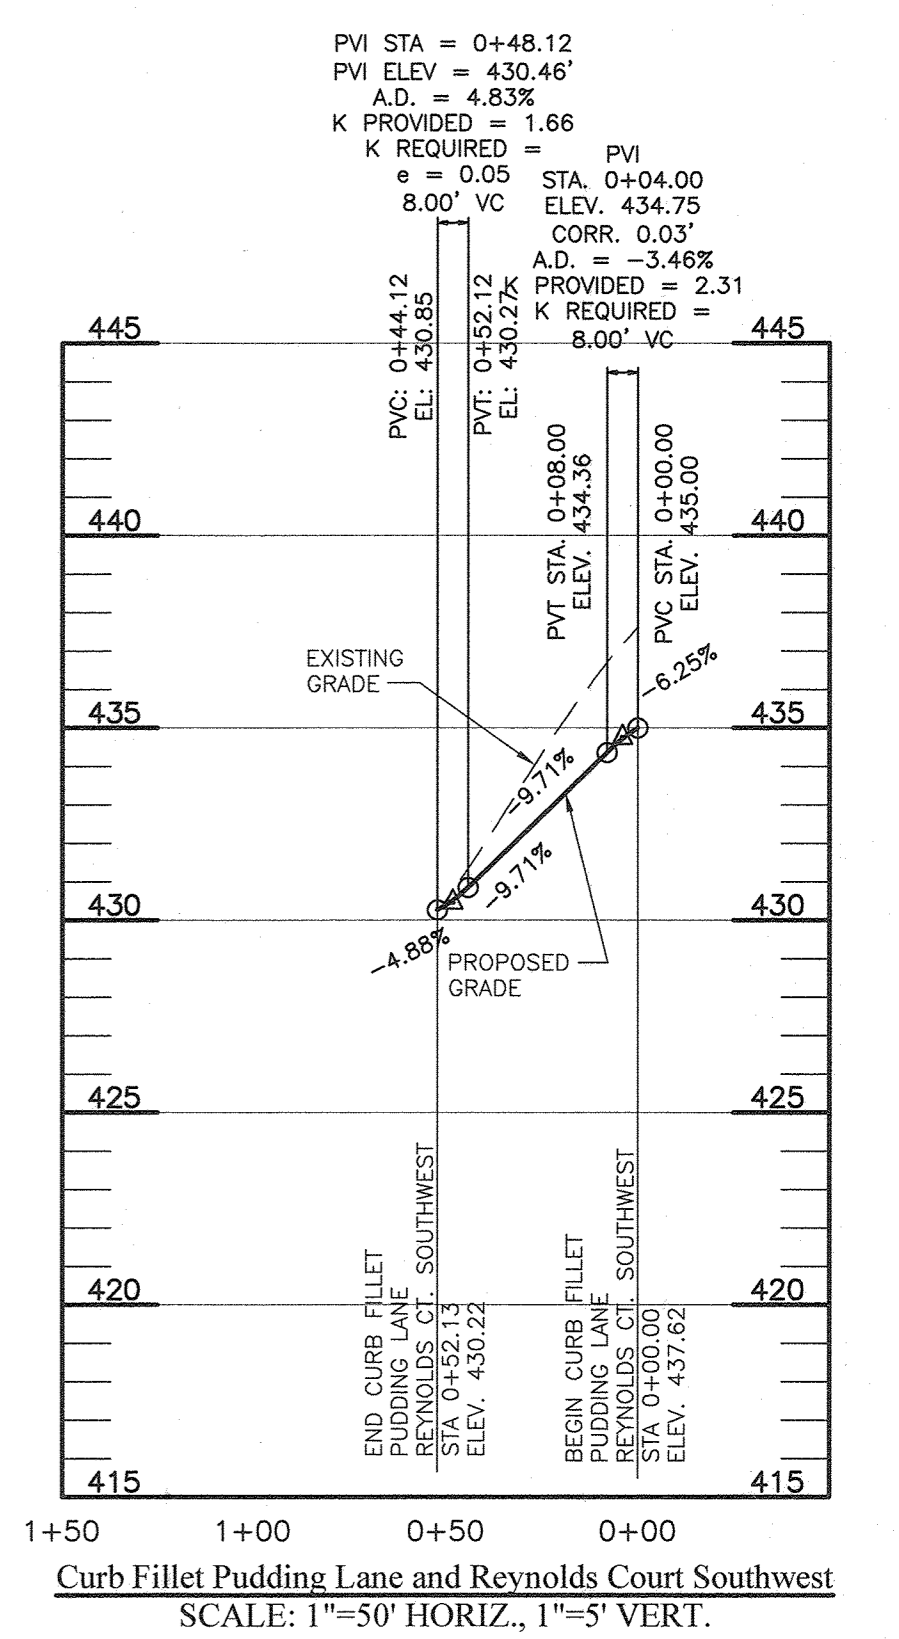 PVI STA = 0+48.12
PVI ELEV = 430.46'
A.D. = 4.83%
K PROVIDED = 1.66
K REQUIRED =
e = 0.05
8.00' VC
PVI
STA. 0+04.00
ELEV. 434.75
CORR. 0.03'
A.D. = -3.46%
K PROVIDED = 2.31
K REQUIRED =
8.00' VC
PVC: 0+44.12
EL: 430.85
PVT: 0+52.12
EL: 430.27
445
445
PVT STA. 0+08.00
ELEV. 434.36
PVC STA. 0+00.00
ELEV. 435.00
440
440
EXISTING
GRADE
-6.25%
435
435
-9.71%
-9.71%
430
430
-4.88%
PROPOSED
GRADE
425
425
END CURB FILLET
PUDDING LANE
REYNOLDS CT. SOUTHWEST
STA 0+52.13
ELEV. 430.22
BEGIN CURB FILLET
PUDDING LANE
REYNOLDS CT. SOUTHWEST
STA 0+00.00
ELEV. 437.62
420
420
415
415
1+50
1+00
0+50
0+00
Curb Fillet Pudding Lane and Reynolds Court Southwest
SCALE: 1"=50' HORIZ., 1"=5' VERT.